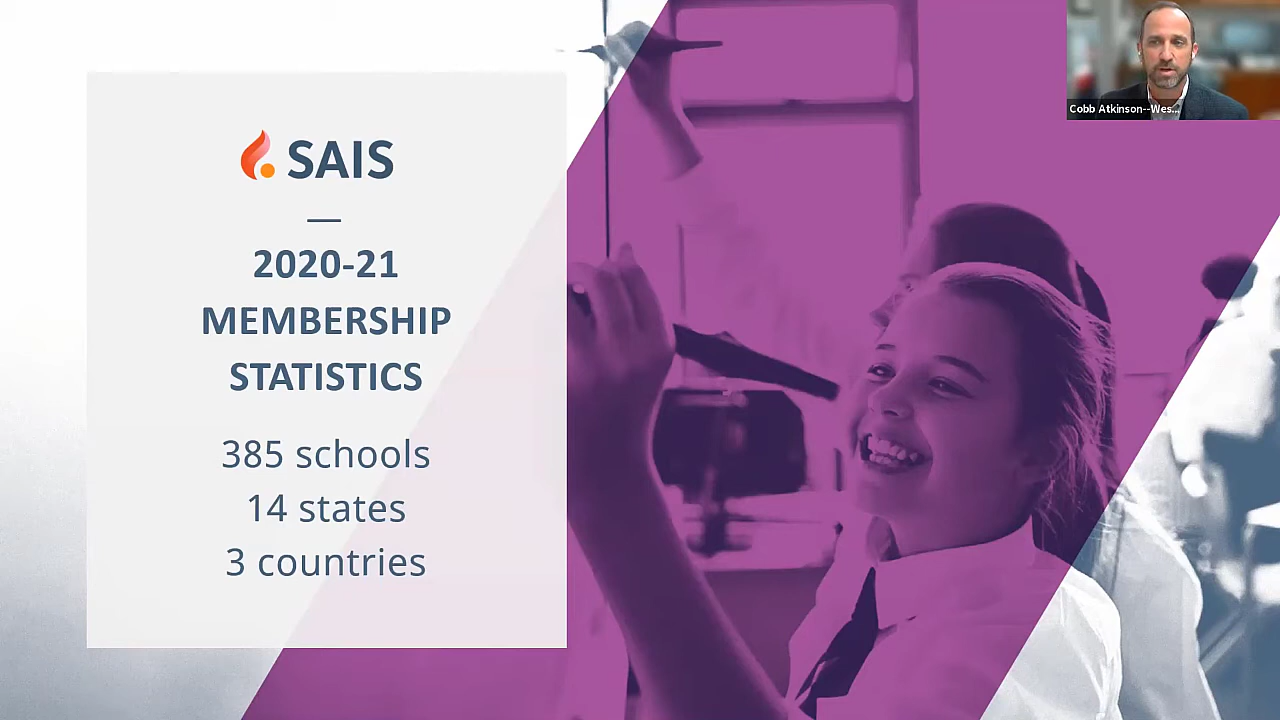 SAIS
—
2020-21
MEMBERSHIP
STATISTICS
385 schools
14 states
3 countries
Cobb Atkinson--Wes...